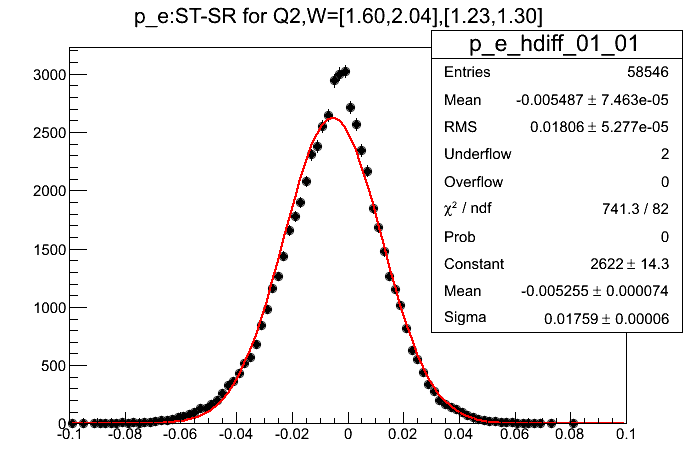 p_e:ST-SR for Q2,W=[1.60,2.04],[1.23,1.30]
p_e_hdiff_01_01
Entries 58546
Mean -0.005487 ± 7.463e-05
RMS 0.01806 ± 5.277e-05
Underflow 2
Overflow 0
χ² / ndf 741.3 / 82
Prob 0
Constant 2622 ± 14.3
Mean -0.005255 ± 0.000074
Sigma 0.01759 ± 0.00006
3000
2500
2000
1500
1000
500
0
-0.1 -0.08 -0.06 -0.04 -0.02 0 0.02 0.04 0.06 0.08 0.1